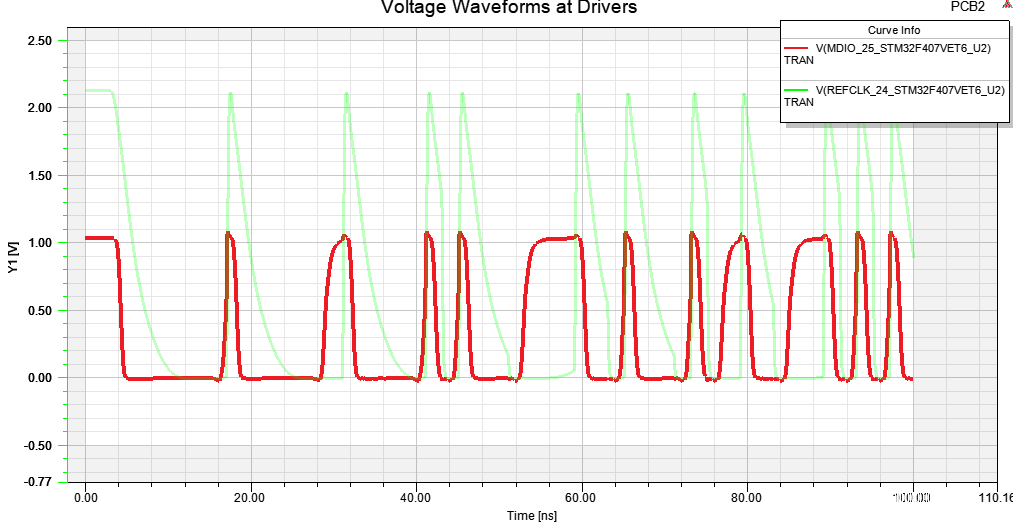 Voltage Waveforms at Drivers
PCB2
Curve Info
V(MDIO_25_STM32F407VET6_U2)
TRAN
V(REFCLK_24_STM32F407VET6_U2)
TRAN
2.50
2.00
1.50
1.00
0.50
0.00
-0.50
-0.77
Y1 [V]
0.00 20.00 40.00 60.00 80.00 100.00 110.16
Time [ns]